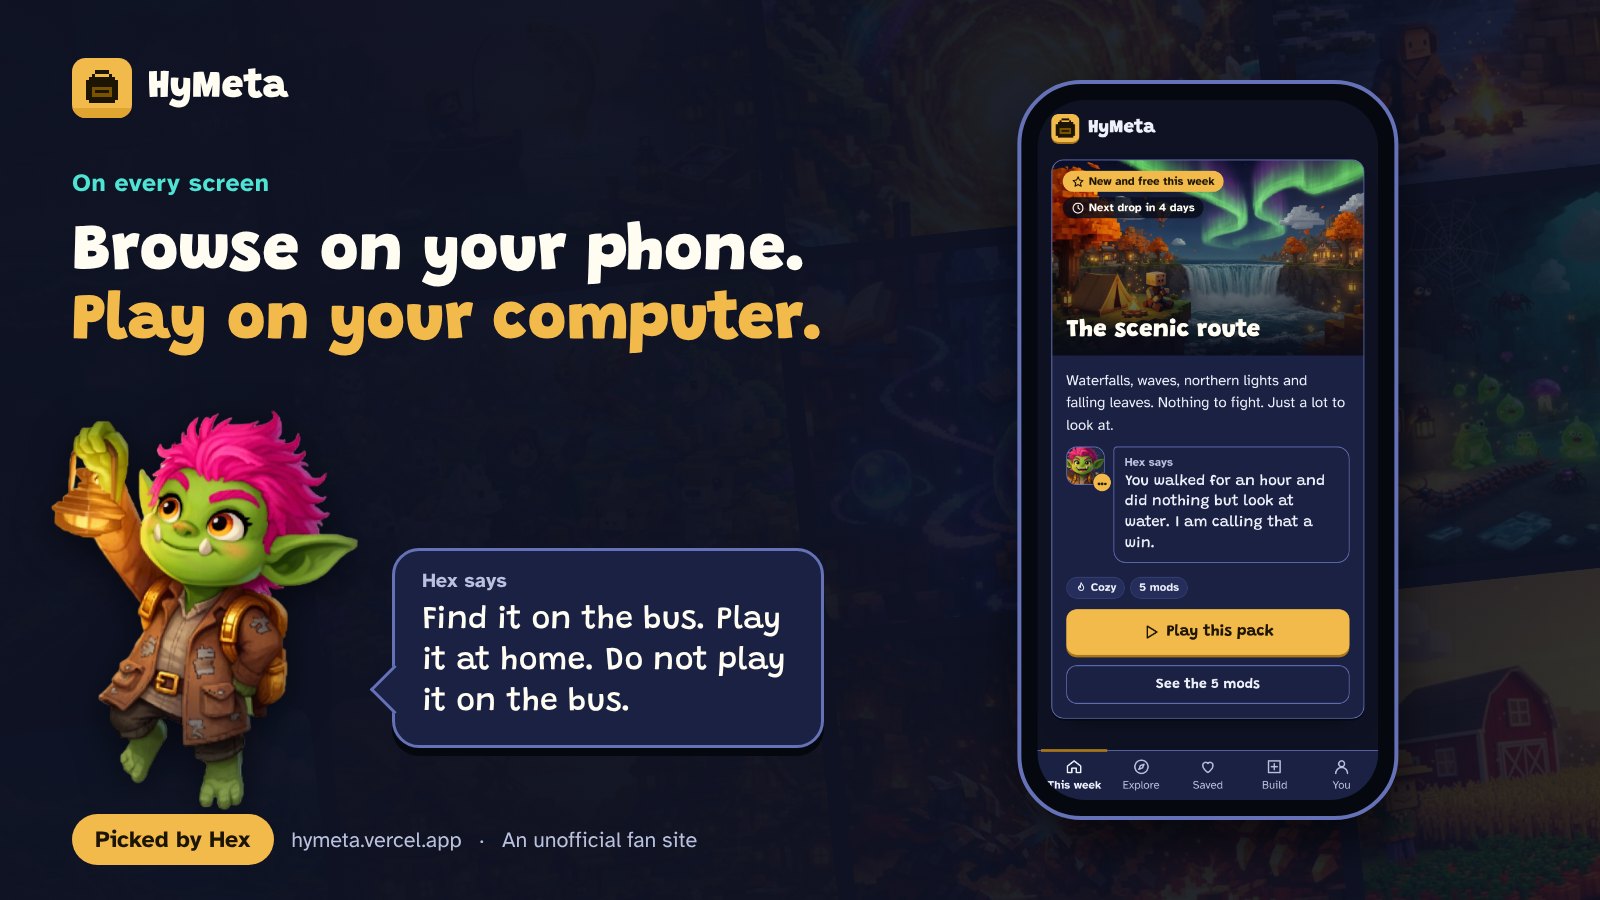 HyMeta
On every screen
Browse on your phone.
Play on your computer.
Hex says
Find it on the bus. Play
it at home. Do not play
it on the bus.
Picked by Hex
hymeta.vercel.app · An unofficial fan site
HyMeta
New and free this week
Next drop in 4 days
The scenic route
Waterfalls, waves, northern lights and
falling leaves. Nothing to fight. Just a lot to
look at.
Hex says
You walked for an hour and
did nothing but look at
water. I am calling that a
win.
Cozy
5 mods
Play this pack
See the 5 mods
This week
Explore
Saved
Build
You